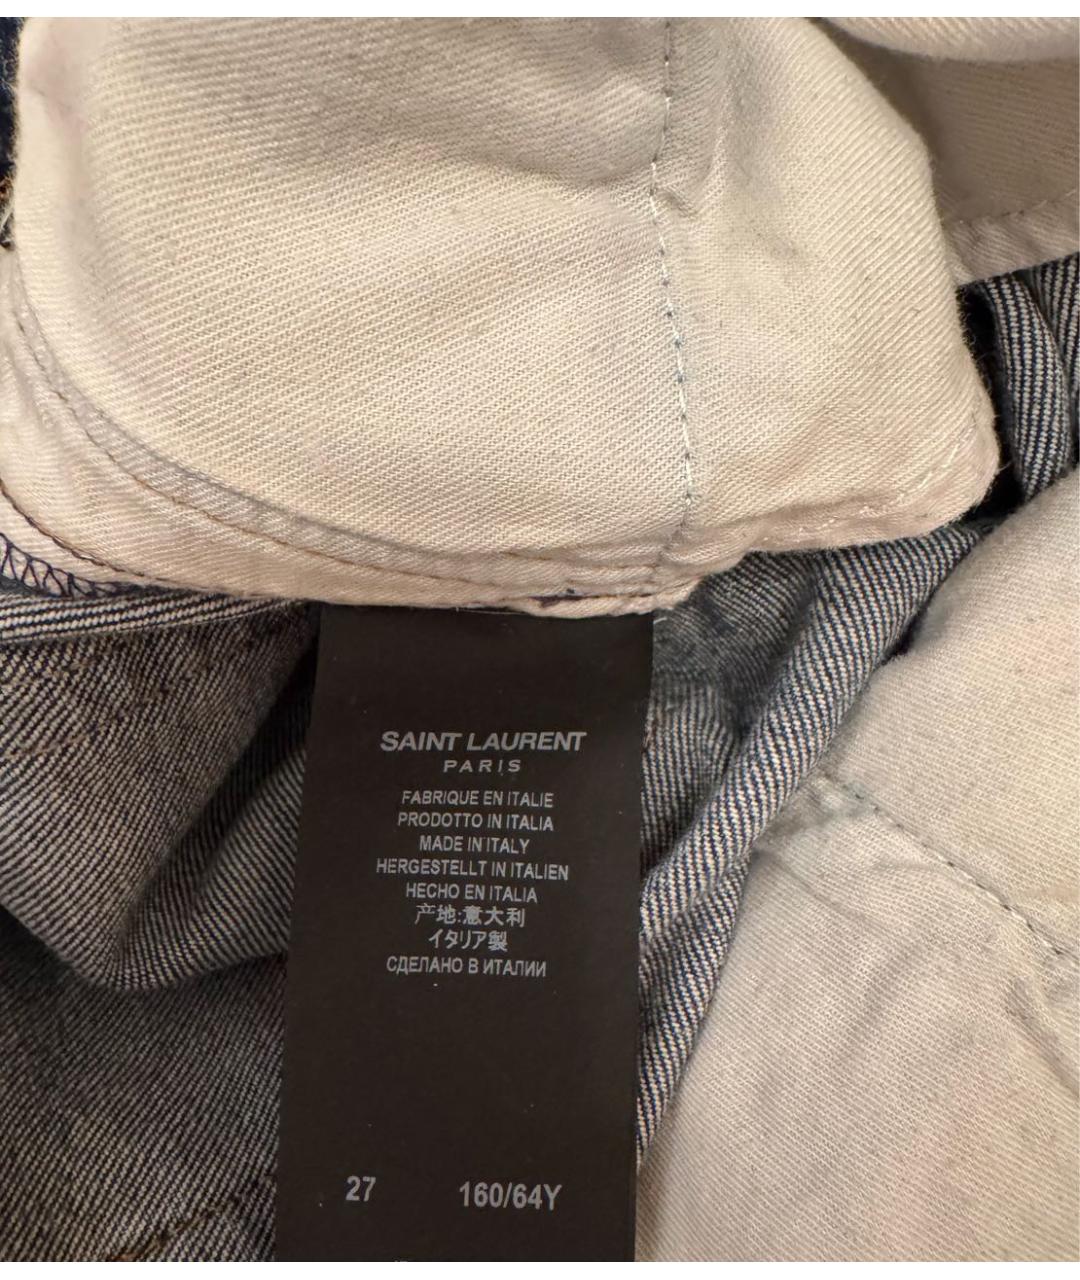 SAINT LAURENT
PARIS
FABRIQUE EN ITALIE
PRODOTTO IN ITALIA
MADE IN ITALY
HERGESTELLT IN ITALIEN
HECHO EN ITALIA
产地:意大利
イタリア製
СДЕЛАНО В ИТАЛИИ
27 160/64Y